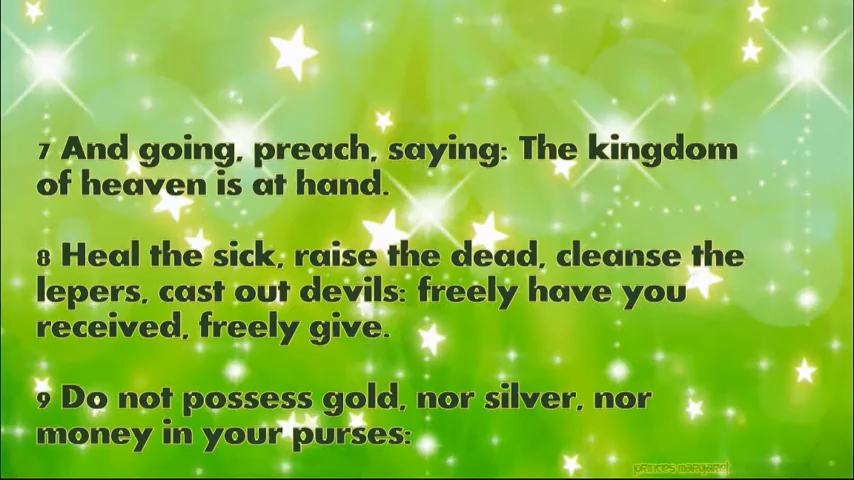 7 And going, preach, saying: The kingdom
of heaven is at hand.
8 Heal the sick, raise the dead, cleanse the
lepers, cast out devils: freely have you
received, freely give.
9 Do not possess gold, nor silver, nor
money in your purses: